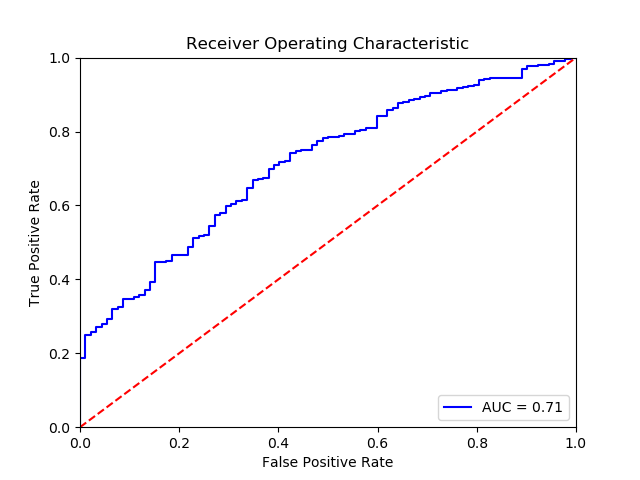 Receiver Operating Characteristic
True Positive Rate
1.0
0.8
0.6
0.4
0.2
0.0
AUC = 0.71
0.0 0.2 0.4 0.6 0.8 1.0
False Positive Rate